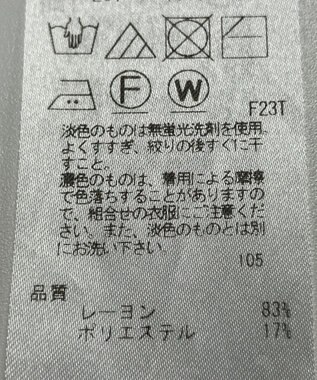 F
W
F23T
淡色のものは無蛍光洗剤を使用。
よくすすぎ、絞りの後すぐに干
すこと。
濃色のものは、着用による摩擦
で色落ちすることがありますの
で、組合せの衣服にご注意くだ
さい。また、淡色のものとは別
にお洗い下さい。
105
品質
レーヨン 83%
ポリエステル 17%